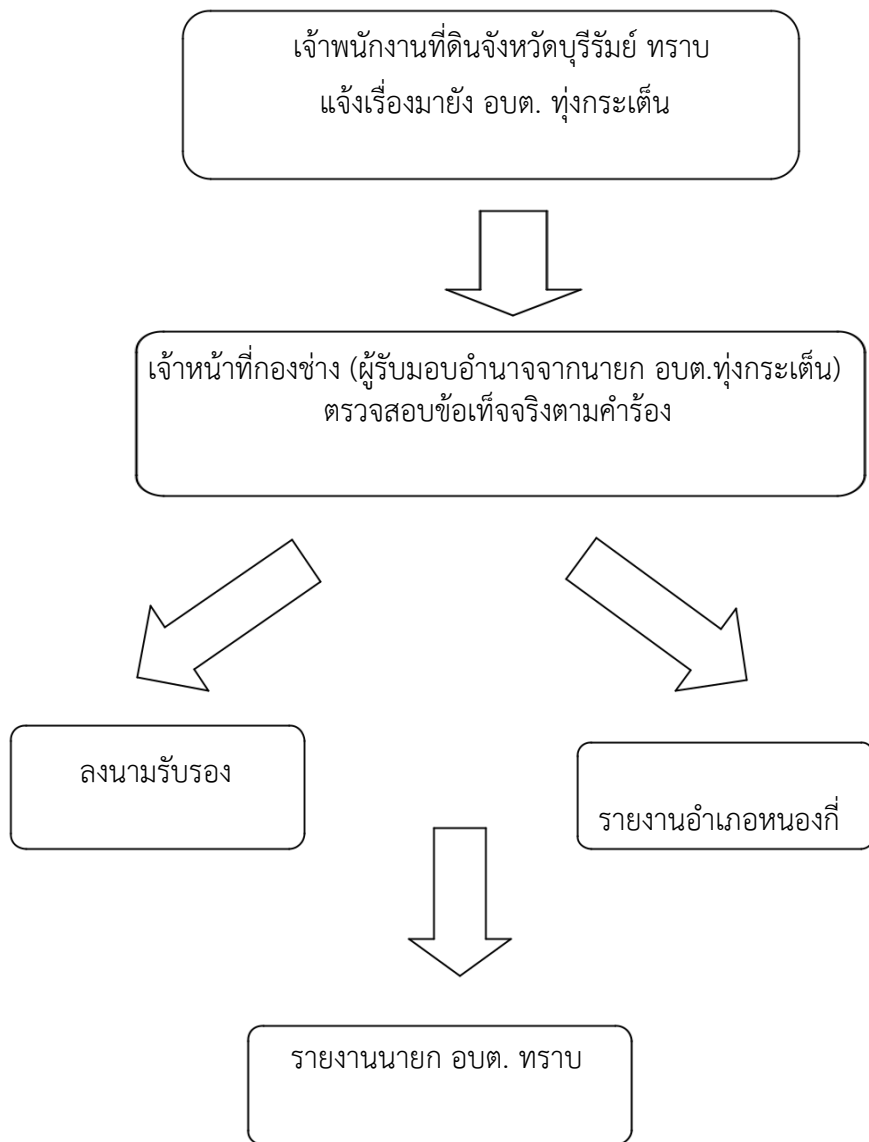 เจ้าพนักงานที่ดินจังหวัดบุรีรัมย์ ทราบ
แจ้งเรื่องมายัง อบต. ทุ่งกระเต็น
เจ้าหน้าที่กองช่าง (ผู้รับมอบอำนาจจากนายก อบต.ทุ่งกระเต็น)
ตรวจสอบข้อเท็จจริงตามคำร้อง
ลงนามรับรอง
รายงานอำเภอหนองกี่
รายงานนายก อบต. ทราบ